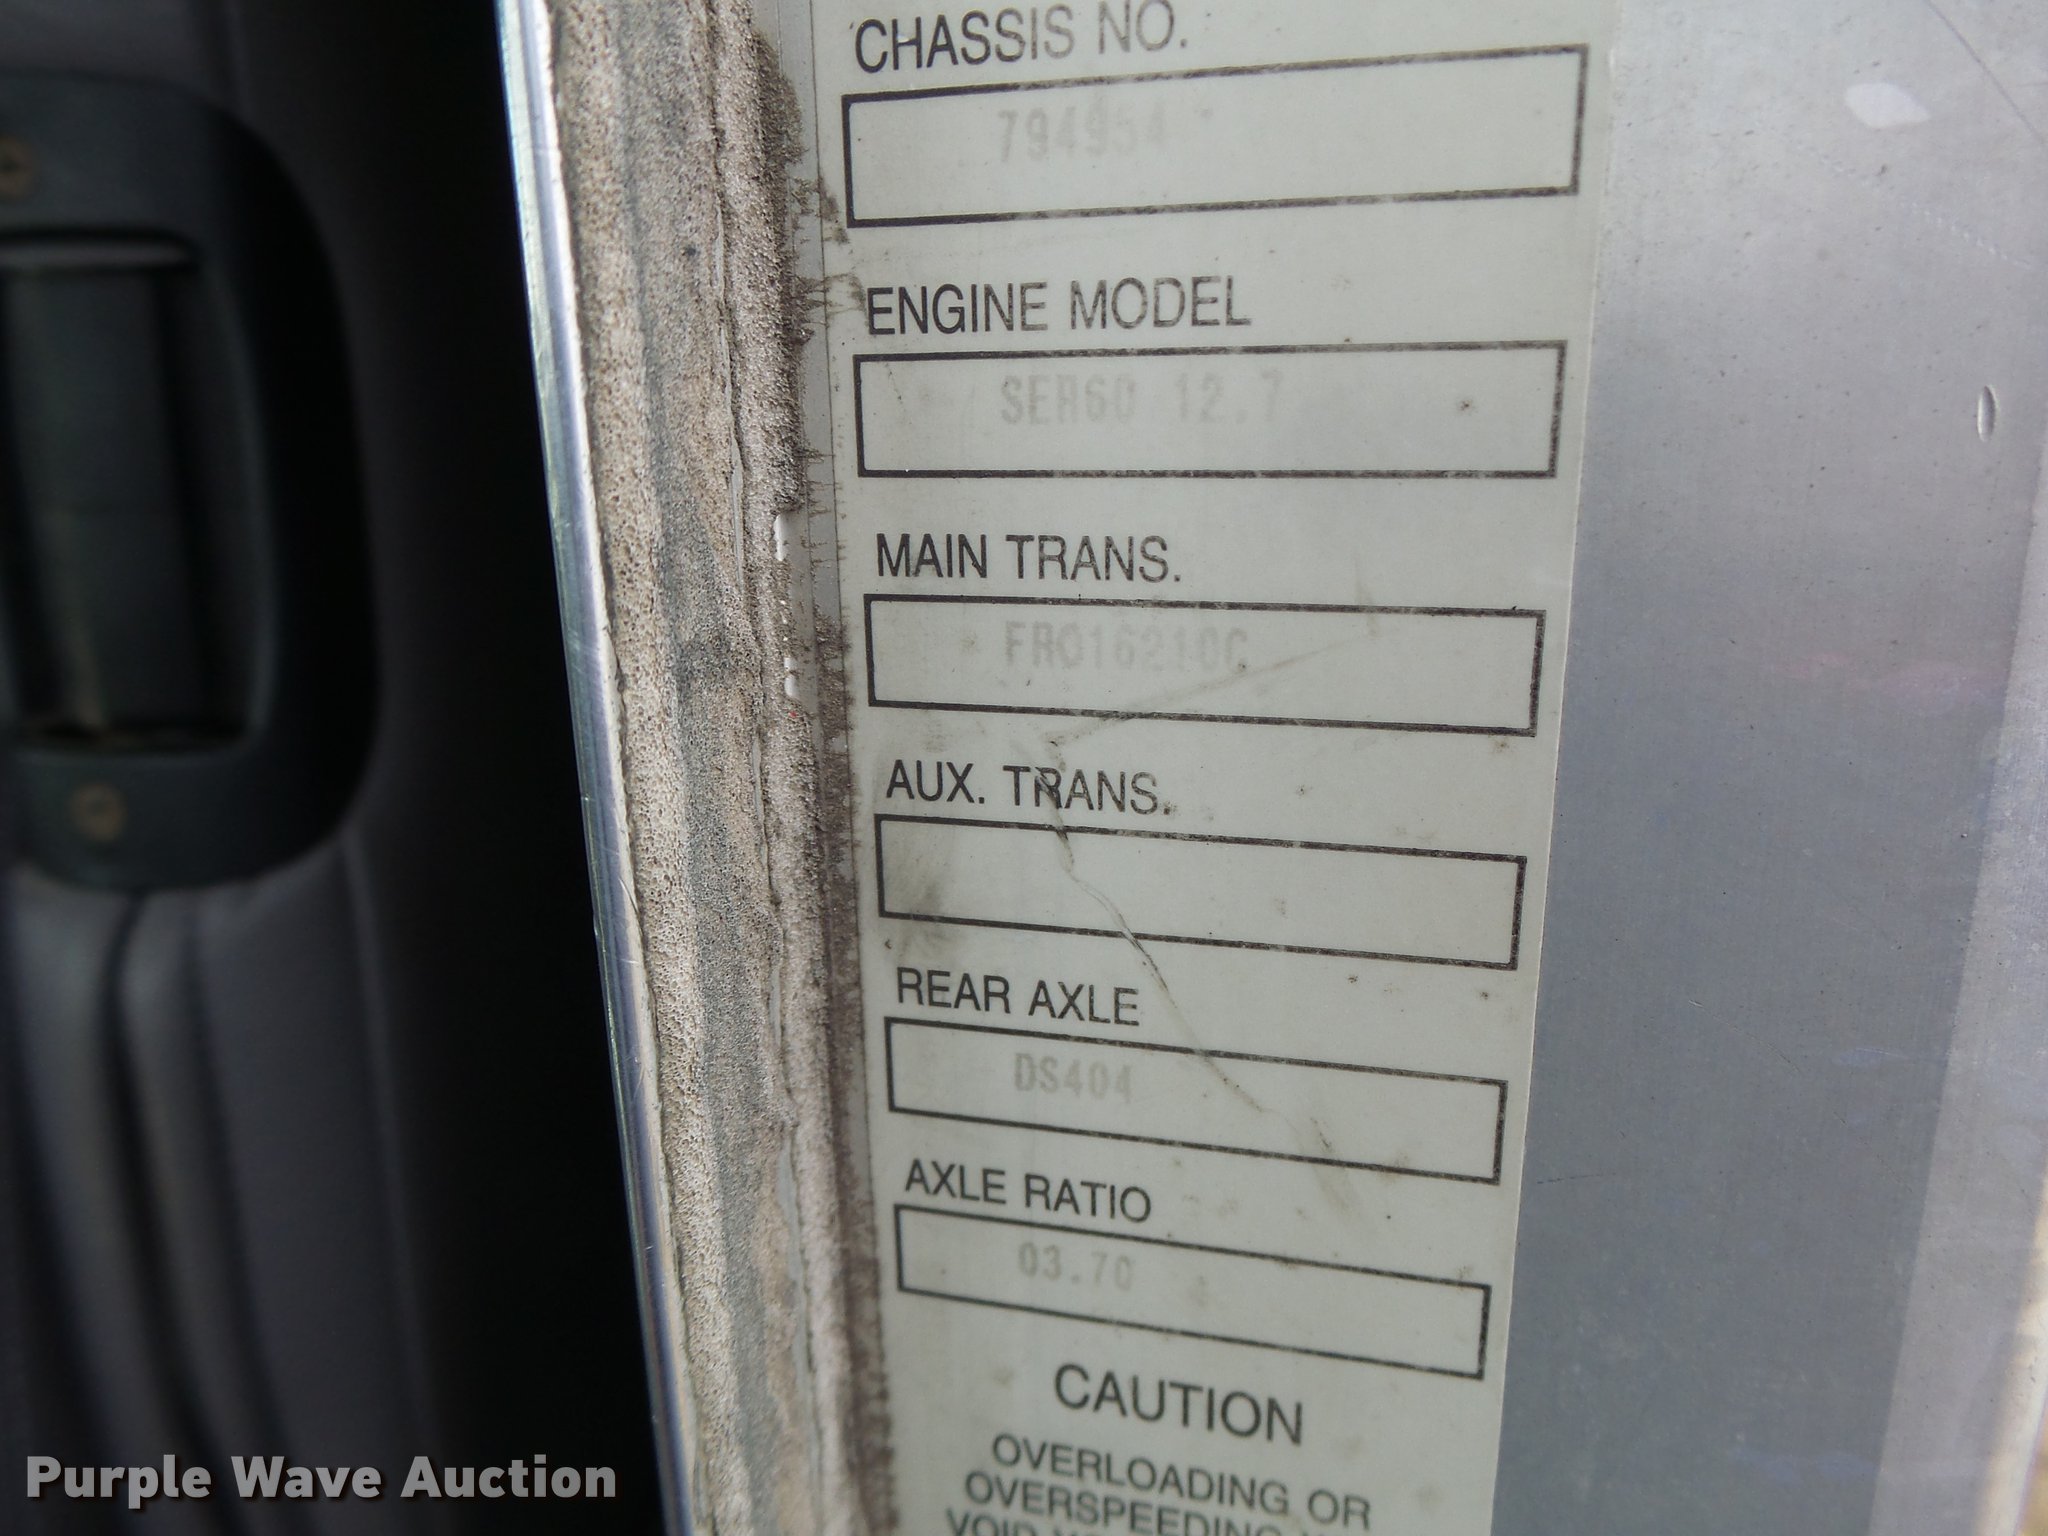 CHASSIS NO.
794954
ENGINE MODEL
SER60 12.7
MAIN TRANS.
FRO16210C
AUX. TRANS.
REAR AXLE
DS404
AXLE RATIO
03.70
CAUTION
OVERLOADING OR
OVERSPEEDING
VOID
Purple Wave Auction